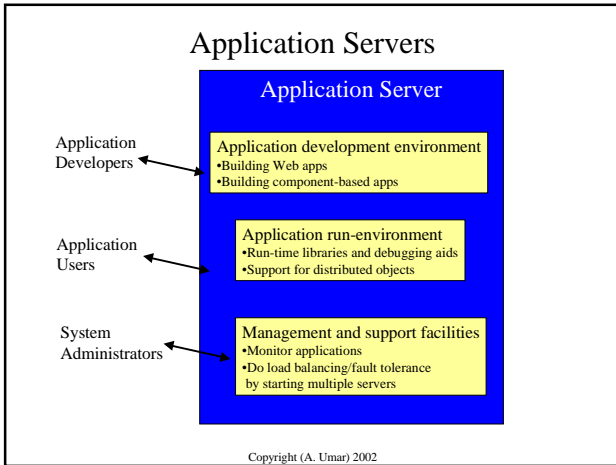 Application Servers
Application Server
Application
Developers
Application development environment
•Building Web apps
•Building component-based apps
Application
Users
Application run-environment
•Run-time libraries and debugging aids
•Support for distributed objects
System
Administrators
Management and support facilities
•Monitor applications
•Do load balancing/fault tolerance
by starting multiple servers
Copyright (A. Umar) 2002